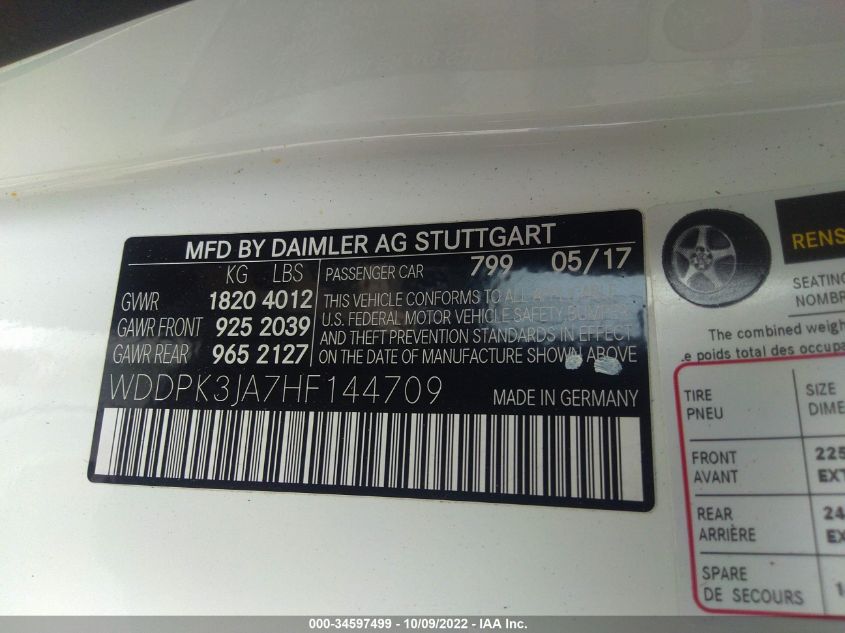 MFD BY DAIMLER AG STUTTGART
KG LBS
GVWR 1820 4012
GAWR FRONT 925 2039
GAWR REAR 965 2127
PASSENGER CAR 799 05/17
THIS VEHICLE CONFORMS TO ALL APPLICABLE
U.S. FEDERAL MOTOR VEHICLE SAFETY BUMPER
AND THEFT PREVENTION STANDARDS IN EFFECT
ON THE DATE OF MANUFACTURE SHOWN ABOVE
WDDPK3JA7HF144709
MADE IN GERMANY
RENS
SEATING
NOMBR
The combined weigh
e poids total des occupa
TIRE
PNEU
SIZE
DIME
FRONT
AVANT
225
EXT
REAR
ARRIÈRE
24
EX
SPARE
DE SECOURS
000-34597499 - 10/09/2022 - IAA Inc.